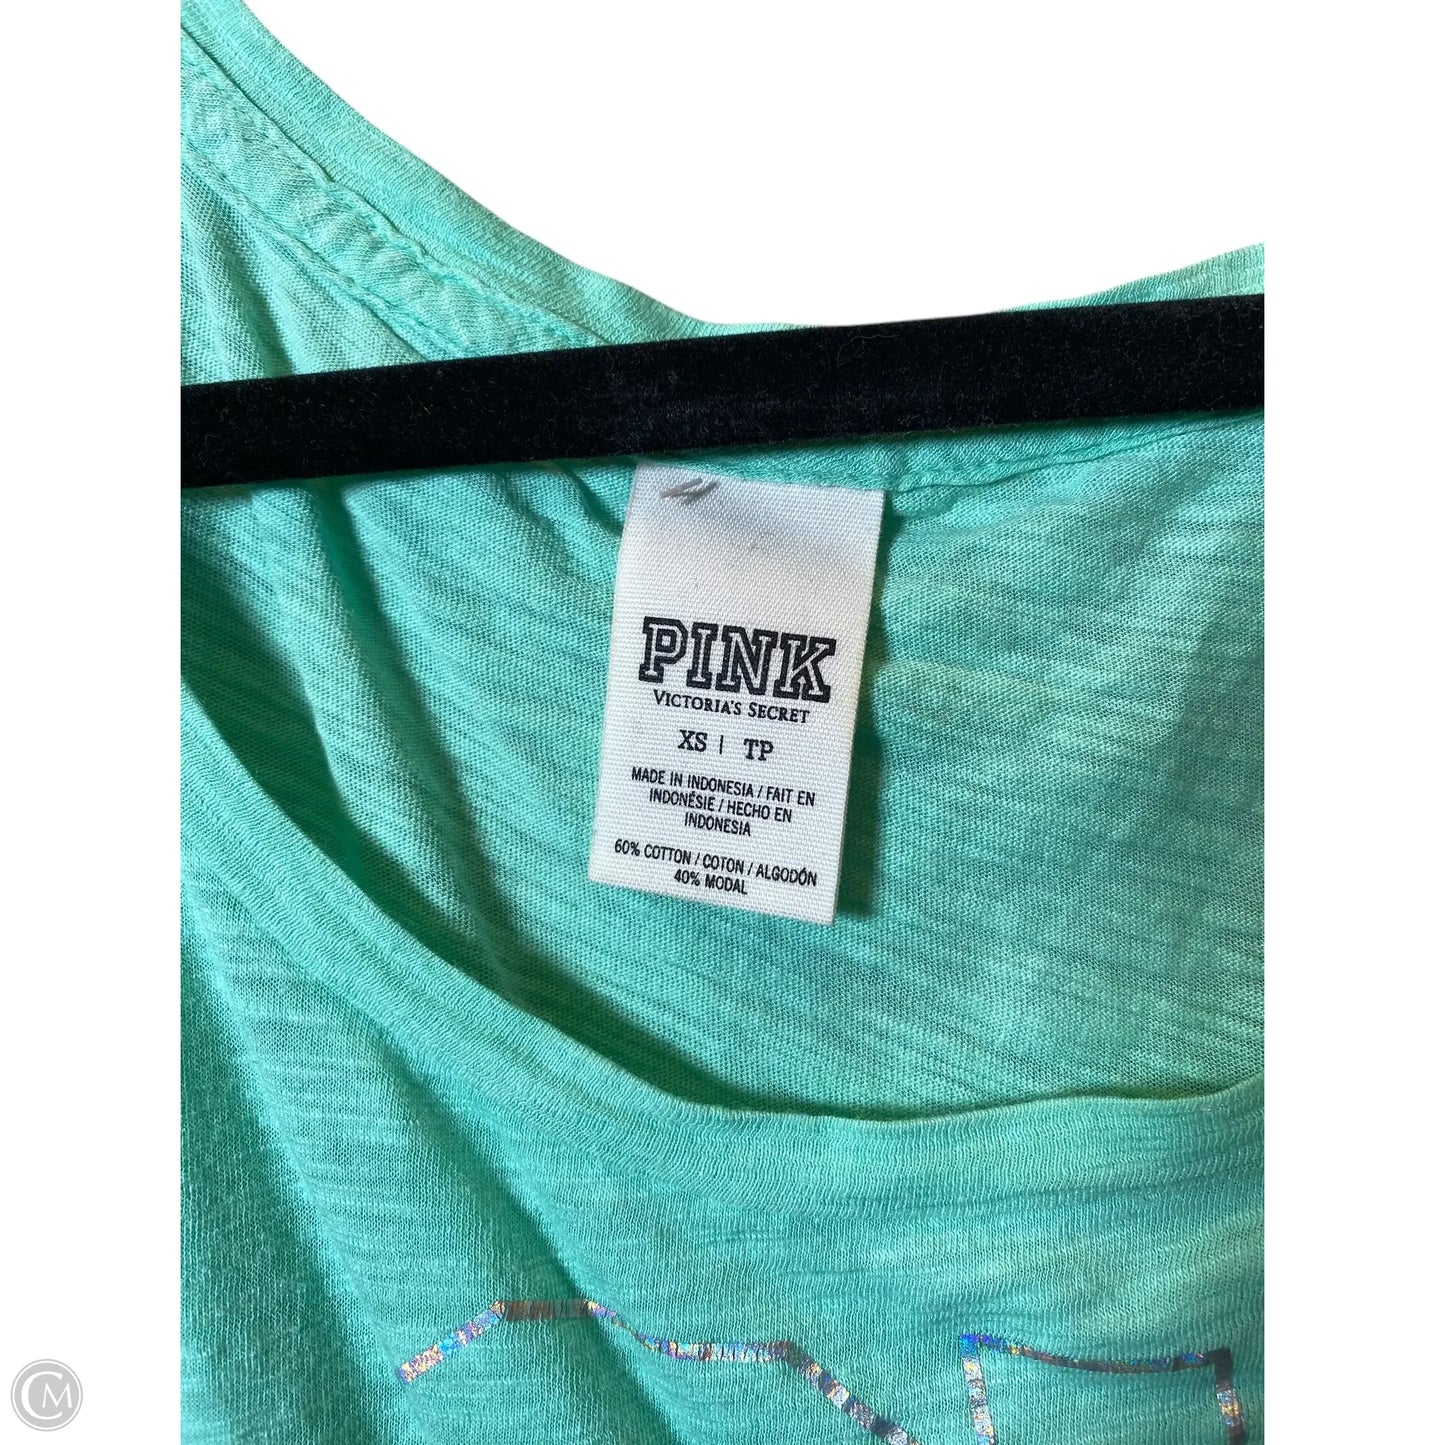 PINK
VICTORIA'S SECRET
XS | TP
MADE IN INDONESIA / FAIT EN
INDONÉSIE / HECHO EN
INDONESIA
60% COTTON / COTON / ALGODÓN
40% MODAL
CM